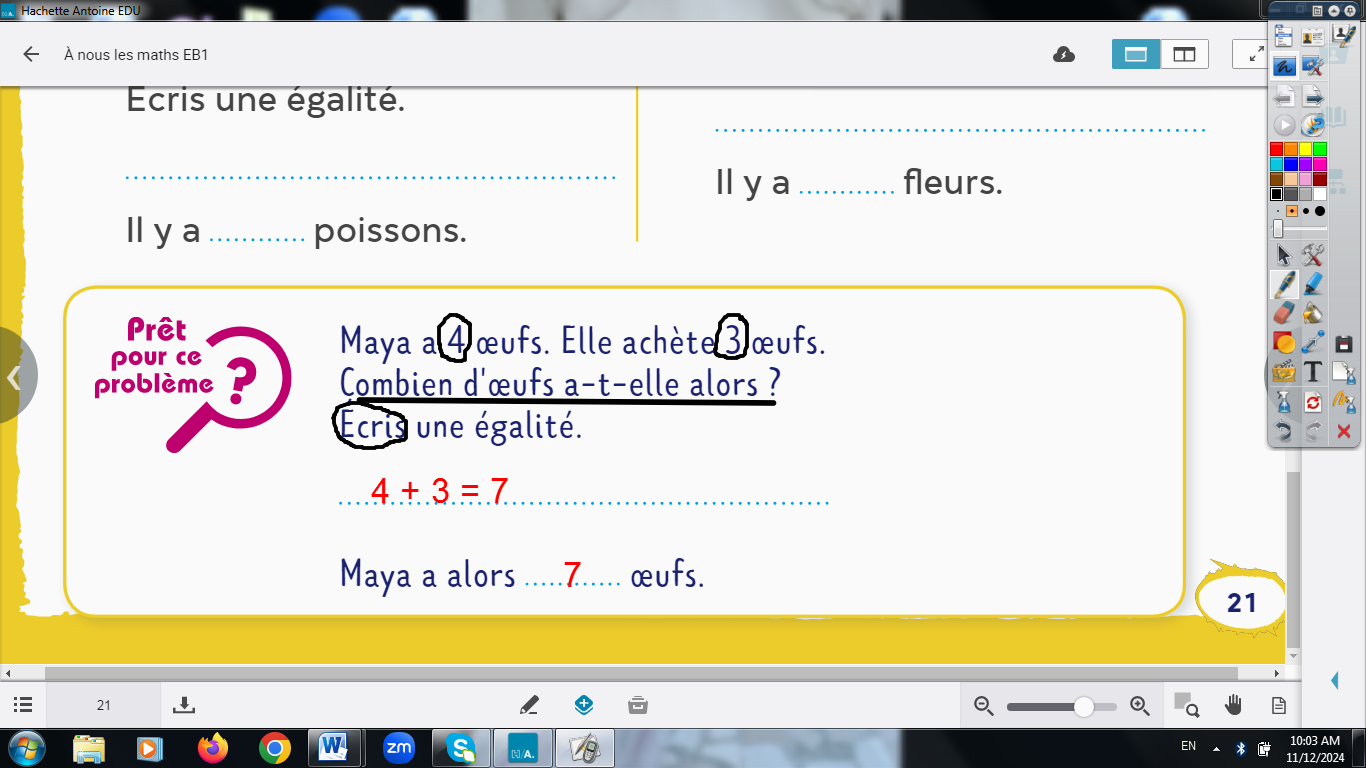 Hachette Antoine EDU
À nous les maths EB1
Ecris une égalité.
Il y a ............ poissons.
Il y a ............ fleurs.
Prêt
pour ce
problème
?
Maya a 4 œufs. Elle achète 3 œufs.
Combien d'œufs a-t-elle alors ?
Écris une égalité.
4 + 3 = 7
Maya a alors ......7...... œufs.
21
21
EN
10:03 AM
11/12/2024